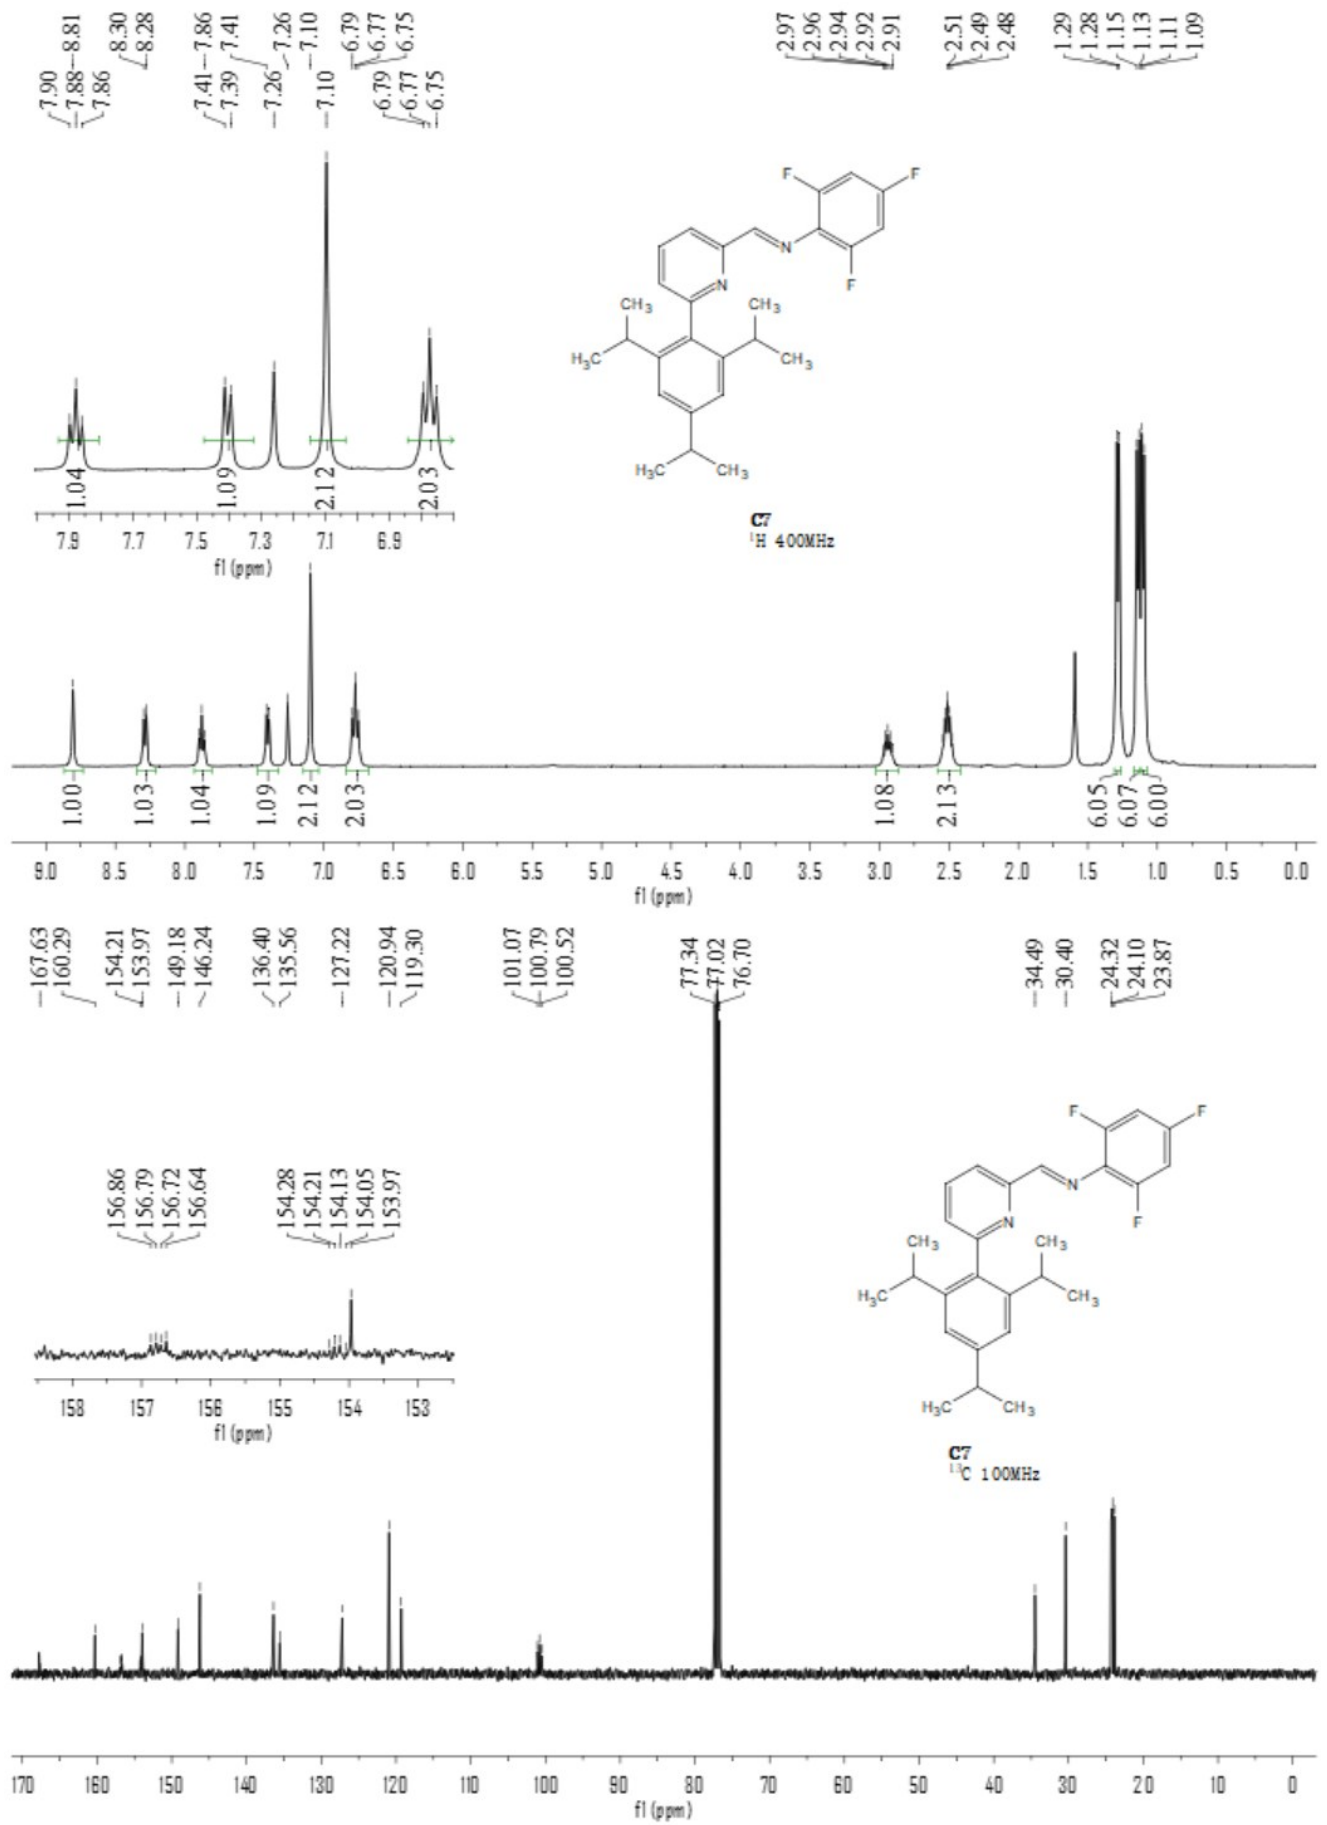 8.81
8.30
8.28
7.86
7.41
7.26
7.10
6.79
6.77
6.75
2.97
2.96
2.94
2.92
2.91
2.51
2.49
2.48
1.29
1.28
1.15
1.13
1.11
1.09
7.90
7.88
7.86
7.41
7.39
7.26
7.10
6.79
6.77
6.75
1.04
1.09
2.12
2.03
7.9 7.7 7.5 7.3 7.1 6.9
f1 (ppm)
F
F
N
N
F
CH3
CH3
H3C
CH3
H3C
CH3
C7
1H 400MHz
1.00
1.03
1.04
1.09
2.12
2.03
1.08
2.13
6.05
6.07
6.00
9.0 8.5 8.0 7.5 7.0 6.5 6.0 5.5 5.0 4.5 4.0 3.5 3.0 2.5 2.0 1.5 1.0 0.5 0.0
f1 (ppm)
167.63
160.29
154.21
153.97
149.18
146.24
136.40
135.56
127.22
120.94
119.30
101.07
100.79
100.52
77.34
77.02
76.70
34.49
30.40
24.32
24.10
23.87
156.86
156.79
156.72
156.64
154.28
154.21
154.13
154.05
153.97
158 157 156 155 154 153
f1 (ppm)
F
F
N
N
F
CH3
CH3
H3C
CH3
H3C
CH3
C7
13C 100MHz
170 160 150 140 130 120 110 100 90 80 70 60 50 40 30 20 10 0
f1 (ppm)